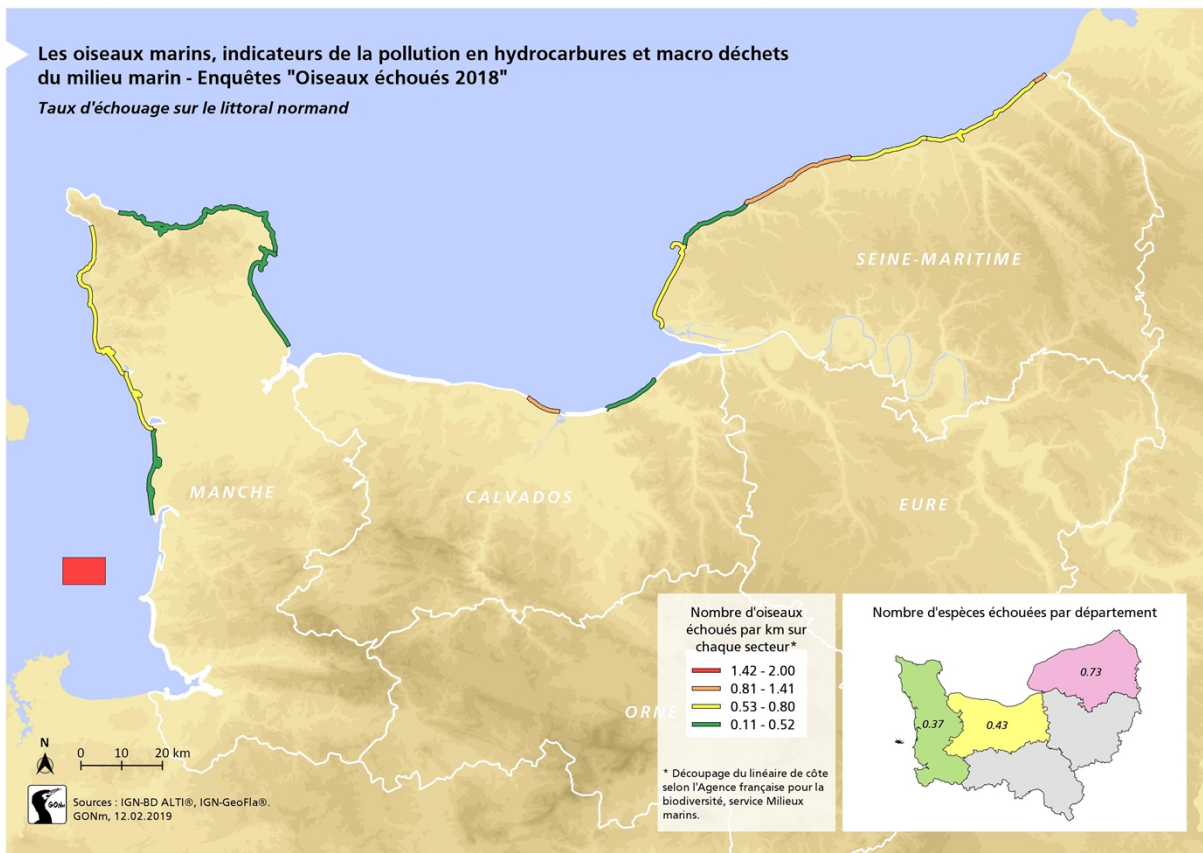 Les oiseaux marins, indicateurs de la pollution en hydrocarbures et macro déchets
du milieu marin - Enquêtes "Oiseaux échoués 2018"
Taux d'échouage sur le littoral normand
SEINE-MARITIME
MANCHE
CALVADOS
EURE
ORNE
Nombre d'oiseaux
échoués par km sur
chaque secteur*
1.42 - 2.00
0.81 - 1.41
0.53 - 0.80
0.11 - 0.52
* Découpage du linéaire de côte
selon l'Agence française pour la
biodiversité, service Milieux
marins.
Nombre d'espèces échouées par département
0.73
0.37
0.43
N
0 10 20 km
GONm
Sources : IGN-BD ALTI®, IGN-GeoFla®.
GONm, 12.02.2019